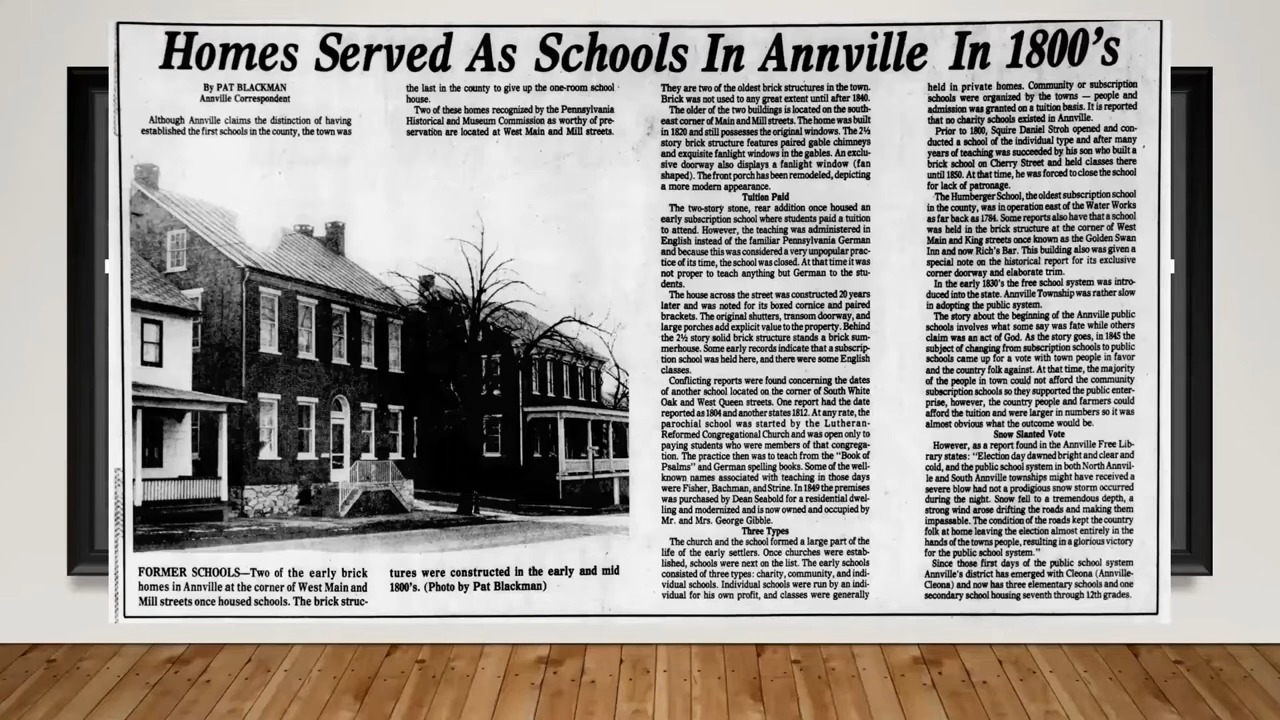 Homes Served As Schools In Annville In 1800's
By PAT BLACKMAN
Annville Correspondent
Although Annville claims the distinction of having
established the first schools in the county, the town was
the last in the county to give up the one-room school
house.
Two of these homes recognized by the Pennsylvania
Historical and Museum Commission as worthy of pre-
servation are located at West Main and Mill streets.
They are two of the oldest brick structures in the town.
Brick was not used to any great extent until after 1840.
The older of the two buildings is located on the south-
east corner of Main and Mill streets. The home was built
in 1820 and still possesses the original windows. The 2½
story brick structure features paired gable chimneys
and exquisite fanlight windows in the gables. An exclu-
sive doorway also displays a fanlight window (fan
shaped). The front porch has been remodeled, depicting
a more modern appearance.
Tuition Paid
The two-story stone, rear addition once housed an
early subscription school where students paid a tuition
to attend. However, the teaching was administered in
English instead of the familiar Pennsylvania German
and because this was considered a very unpopular prac-
tice of its time, the school was closed. At that time it was
not proper to teach anything but German to the stu-
dents.
The house across the street was constructed 20 years
later and was noted for its boxed cornice and paired
brackets. The original shutters, transom doorway, and
large porches add explicit value to the property. Behind
the 2½ story solid brick structure stands a brick sum-
merhouse. Some early records indicate that a subscrip-
tion school was held here, and there were some English
classes.
Conflicting reports were found concerning the dates
of another school located on the corner of South White
Oak and West Queen streets. One report had the date
reported as 1804 and another states 1812. At any rate, the
parochial school was started by the Lutheran-
Reformed Congregational Church and was open only to
paying students who were members of that congrega-
tion. The practice then was to teach from the "Book of
Psalms" and German spelling books. Some of the well-
known names associated with teaching in those days
were Fisher, Bachman, and Strine. In 1849 the premises
was purchased by Dean Seabold for a residential dwel-
ling and modernized and is now owned and occupied by
Mr. and Mrs. George Gibble.
Three Types
The church and the school formed a large part of the
life of the early settlers. Once churches were estab-
lished, schools were next on the list. The early schools
consisted of three types: charity, community, and indi-
vidual schools. Individual schools were run by an indi-
vidual for his own profit, and classes were generally
held in private homes. Community or subscription
schools were organized by the towns — people and
admission was granted on a tuition basis. It is reported
that no charity schools existed in Annville.
Prior to 1800, Squire Daniel Stroh opened and con-
ducted a school of the individual type and after many
years of teaching was succeeded by his son who built a
brick school on Cherry Street and held classes there
until 1850. At that time, he was forced to close the school
for lack of patronage.
The Humberger School, the oldest subscription school
in the county, was in operation east of the Water Works
as far back as 1784. Some reports also have that a school
was held in the brick structure at the corner of West
Main and King streets once known as the Golden Swan
Inn and now Rich's Bar. This building also was given a
special note on the historical report for its exclusive
corner doorway and elaborate trim.
In the early 1830's the free school system was intro-
duced into the state. Annville Township was rather slow
in adopting the public system.
The story about the beginning of the Annville public
schools involves what some say was fate while others
claim was an act of God. As the story goes, in 1845 the
subject of changing from subscription schools to public
schools came up for a vote with town people in favor
and the country folk against. At that time, the majority
of the people in town could not afford the community
subscription schools so they supported the public enter-
prise, however, the country people and farmers could
afford the tuition and were larger in numbers so it was
almost obvious what the outcome would be.
Snow Slanted Vote
However, as a report found in the Annville Free Lib-
rary states: "Election day dawned bright and clear and
cold, and the public school system in both North Annvil-
le and South Annville townships might have received a
severe blow had not a prodigious snow storm occurred
during the night. Snow fell to a tremendous depth, a
strong wind arose drifting the roads and making them
impassable. The condition of the roads kept the country
folk at home leaving the election almost entirely in the
hands of the towns people, resulting in a glorious victory
for the public school system."
Since those first days of the public school system
Annville's district has emerged with Cleona (Annville-
Cleona) and now has three elementary schools and one
secondary school housing seventh through 12th grades.
FORMER SCHOOLS—Two of the early brick
homes in Annville at the corner of West Main and
Mill streets once housed schools. The brick struc-
tures were constructed in the early and mid
1800's. (Photo by Pat Blackman)